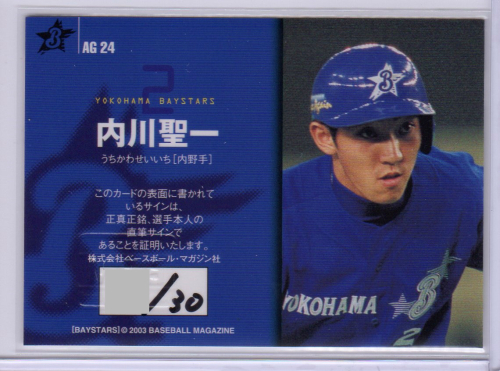 AG 24
2
YOKOHAMA BAYSTARS
内川聖一
うちかわせいいち[内野手]
このカードの表面に書かれて
いるサインは、
正真正銘、選手本人の
直筆サインで
あることを証明いたします。
株式会社ベースボール・マガジン社
/30
[BAYSTARS] © 2003 BASEBALL MAGAZINE
B
YOKOHAMA
B
2